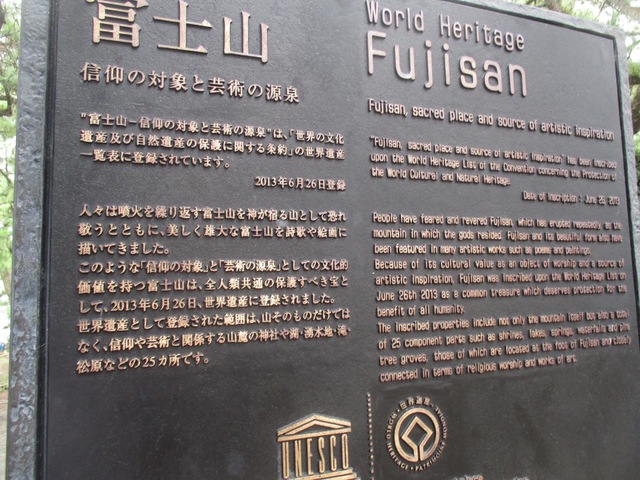 富士山
信仰の対象と芸術の源泉
"富士山−信仰の対象と芸術の源泉"は、「世界の文化
遺産及び自然遺産の保護に関する条約」の世界遺産
一覧表に登録されています。
2013年6月26日登録
人々は噴火を繰り返す富士山を神が宿る山として恐れ
敬うとともに、美しく雄大な富士山を詩歌や絵画に
描いてきました。
このような「信仰の対象」と「芸術の源泉」としての文化的
価値を持つ富士山は、全人類共通の保護すべき宝と
して、2013年6月26日、世界遺産に登録されました。
世界遺産として登録された範囲は、山そのものだけでは
なく、信仰や芸術と関係する山麓の神社や湖・湧水地・滝・
松原などの25カ所です。
World Heritage
Fujisan
Fujisan, sacred place and source of artistic inspiration
"Fujisan, sacred place and source of artistic inspiration" has been inscribed
upon the World Heritage List of the Convention concerning the Protection of
the World Cultural and Natural Heritage.
Date of Inscription : June 26, 2013
People have feared and revered Fujisan, which has erupted repeatedly, as the
mountain in which the gods resided. Fujisan and its beautiful form also have
been featured in many artistic works such as poems and paintings.
Because of its cultural value as an object of worship and a source of
artistic inspiration, Fujisan was inscribed upon the World Heritage List on
June 26th 2013 as a common treasure which deserves protection for the
benefit of all humanity.
The inscribed properties include not only the mountain itself but also a total
of 25 component parts such as shrines, lakes, springs, waterfalls and pine
tree groves, those of which are located at the foot of Fujisan and closely
connected in terms of religious worship and works of art.
UNESCO
世界遺産
WORLD HERITAGE
PATRIMOINE MONDIAL